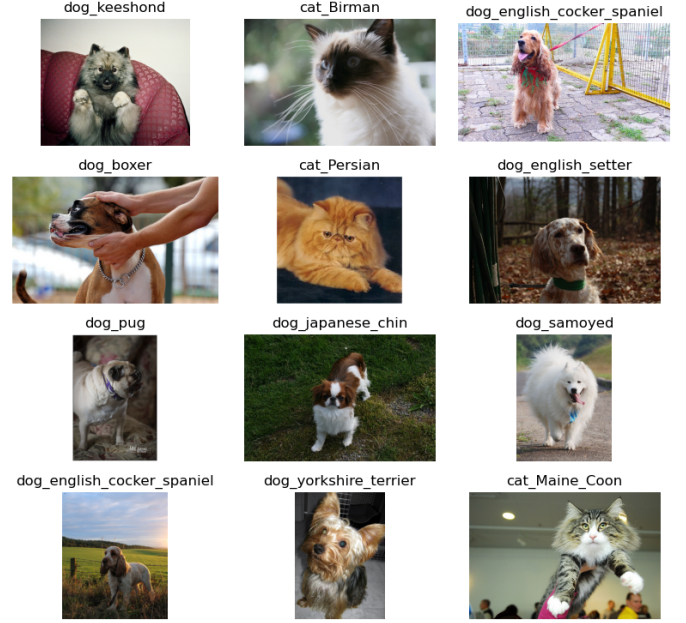 dog_keeshond
cat_Birman
dog_english_cocker_spaniel
dog_boxer
cat_Persian
dog_english_setter
dog_pug
dog_japanese_chin
dog_samoyed
dog_english_cocker_spaniel
dog_yorkshire_terrier
cat_Maine_Coon